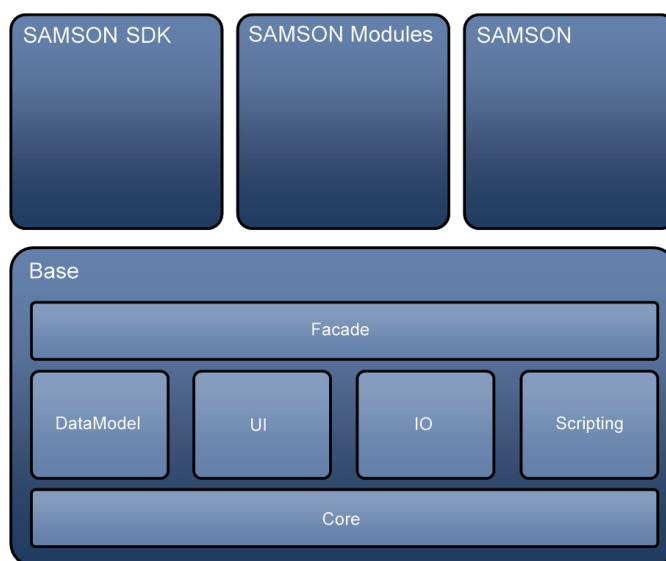 SAMSON SDK
SAMSON Modules
SAMSON
Base
Facade
DataModel
UI
IO
Scripting
Core